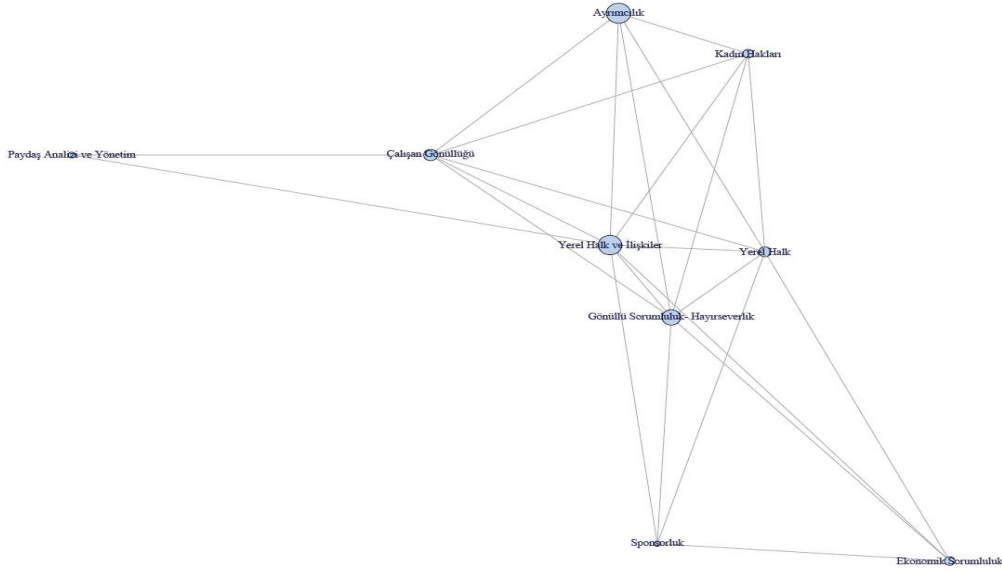 Ayrımcılık
Kadın Hakları
Paydaş Analizi ve Yönetim
Çalışan Gönüllüğü
Yerel Halk ve İlişkiler
Yerel Halk
Gönüllü Sorumluluk- Hayırseverlik
Sponsorluk
Ekonomik Sorumluluk